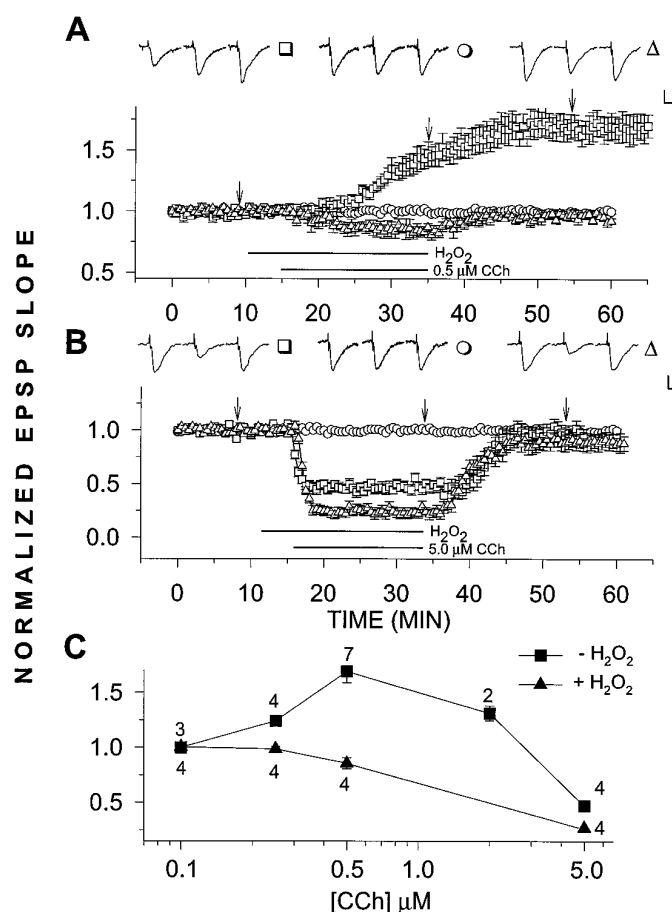 A
1.5
1.0
0.5
H2O2
0.5 μM CCh
0 10 20 30 40 50 60
B
1.0
0.5
0.0
H2O2
5.0 μM CCh
0 10 20 30 40 50 60
TIME (MIN)
NORMALIZED EPSP SLOPE
C
1.5
1.0
0.5
- H2O2
+ H2O2
3 4 7 2 4
4 4 4 4
0.1 0.5 1.0 5.0
[CCh] μM